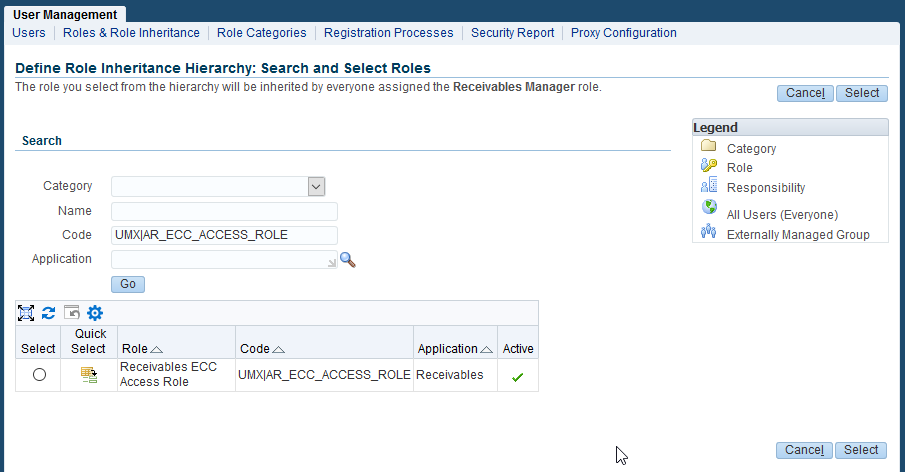 User Management
Users Roles & Role Inheritance Role Categories Registration Processes Security Report Proxy Configuration
Define Role Inheritance Hierarchy: Search and Select Roles
The role you select from the hierarchy will be inherited by everyone assigned the Receivables Manager role.
Cancel Select
Search
Legend
Category
Role
Responsibility
All Users (Everyone)
Externally Managed Group
Category
Name
Code UMX|AR_ECC_ACCESS_ROLE
Application
Go
Select Quick Select Role Code Application Active
Receivables ECC Access Role UMX|AR_ECC_ACCESS_ROLE Receivables
Cancel Select